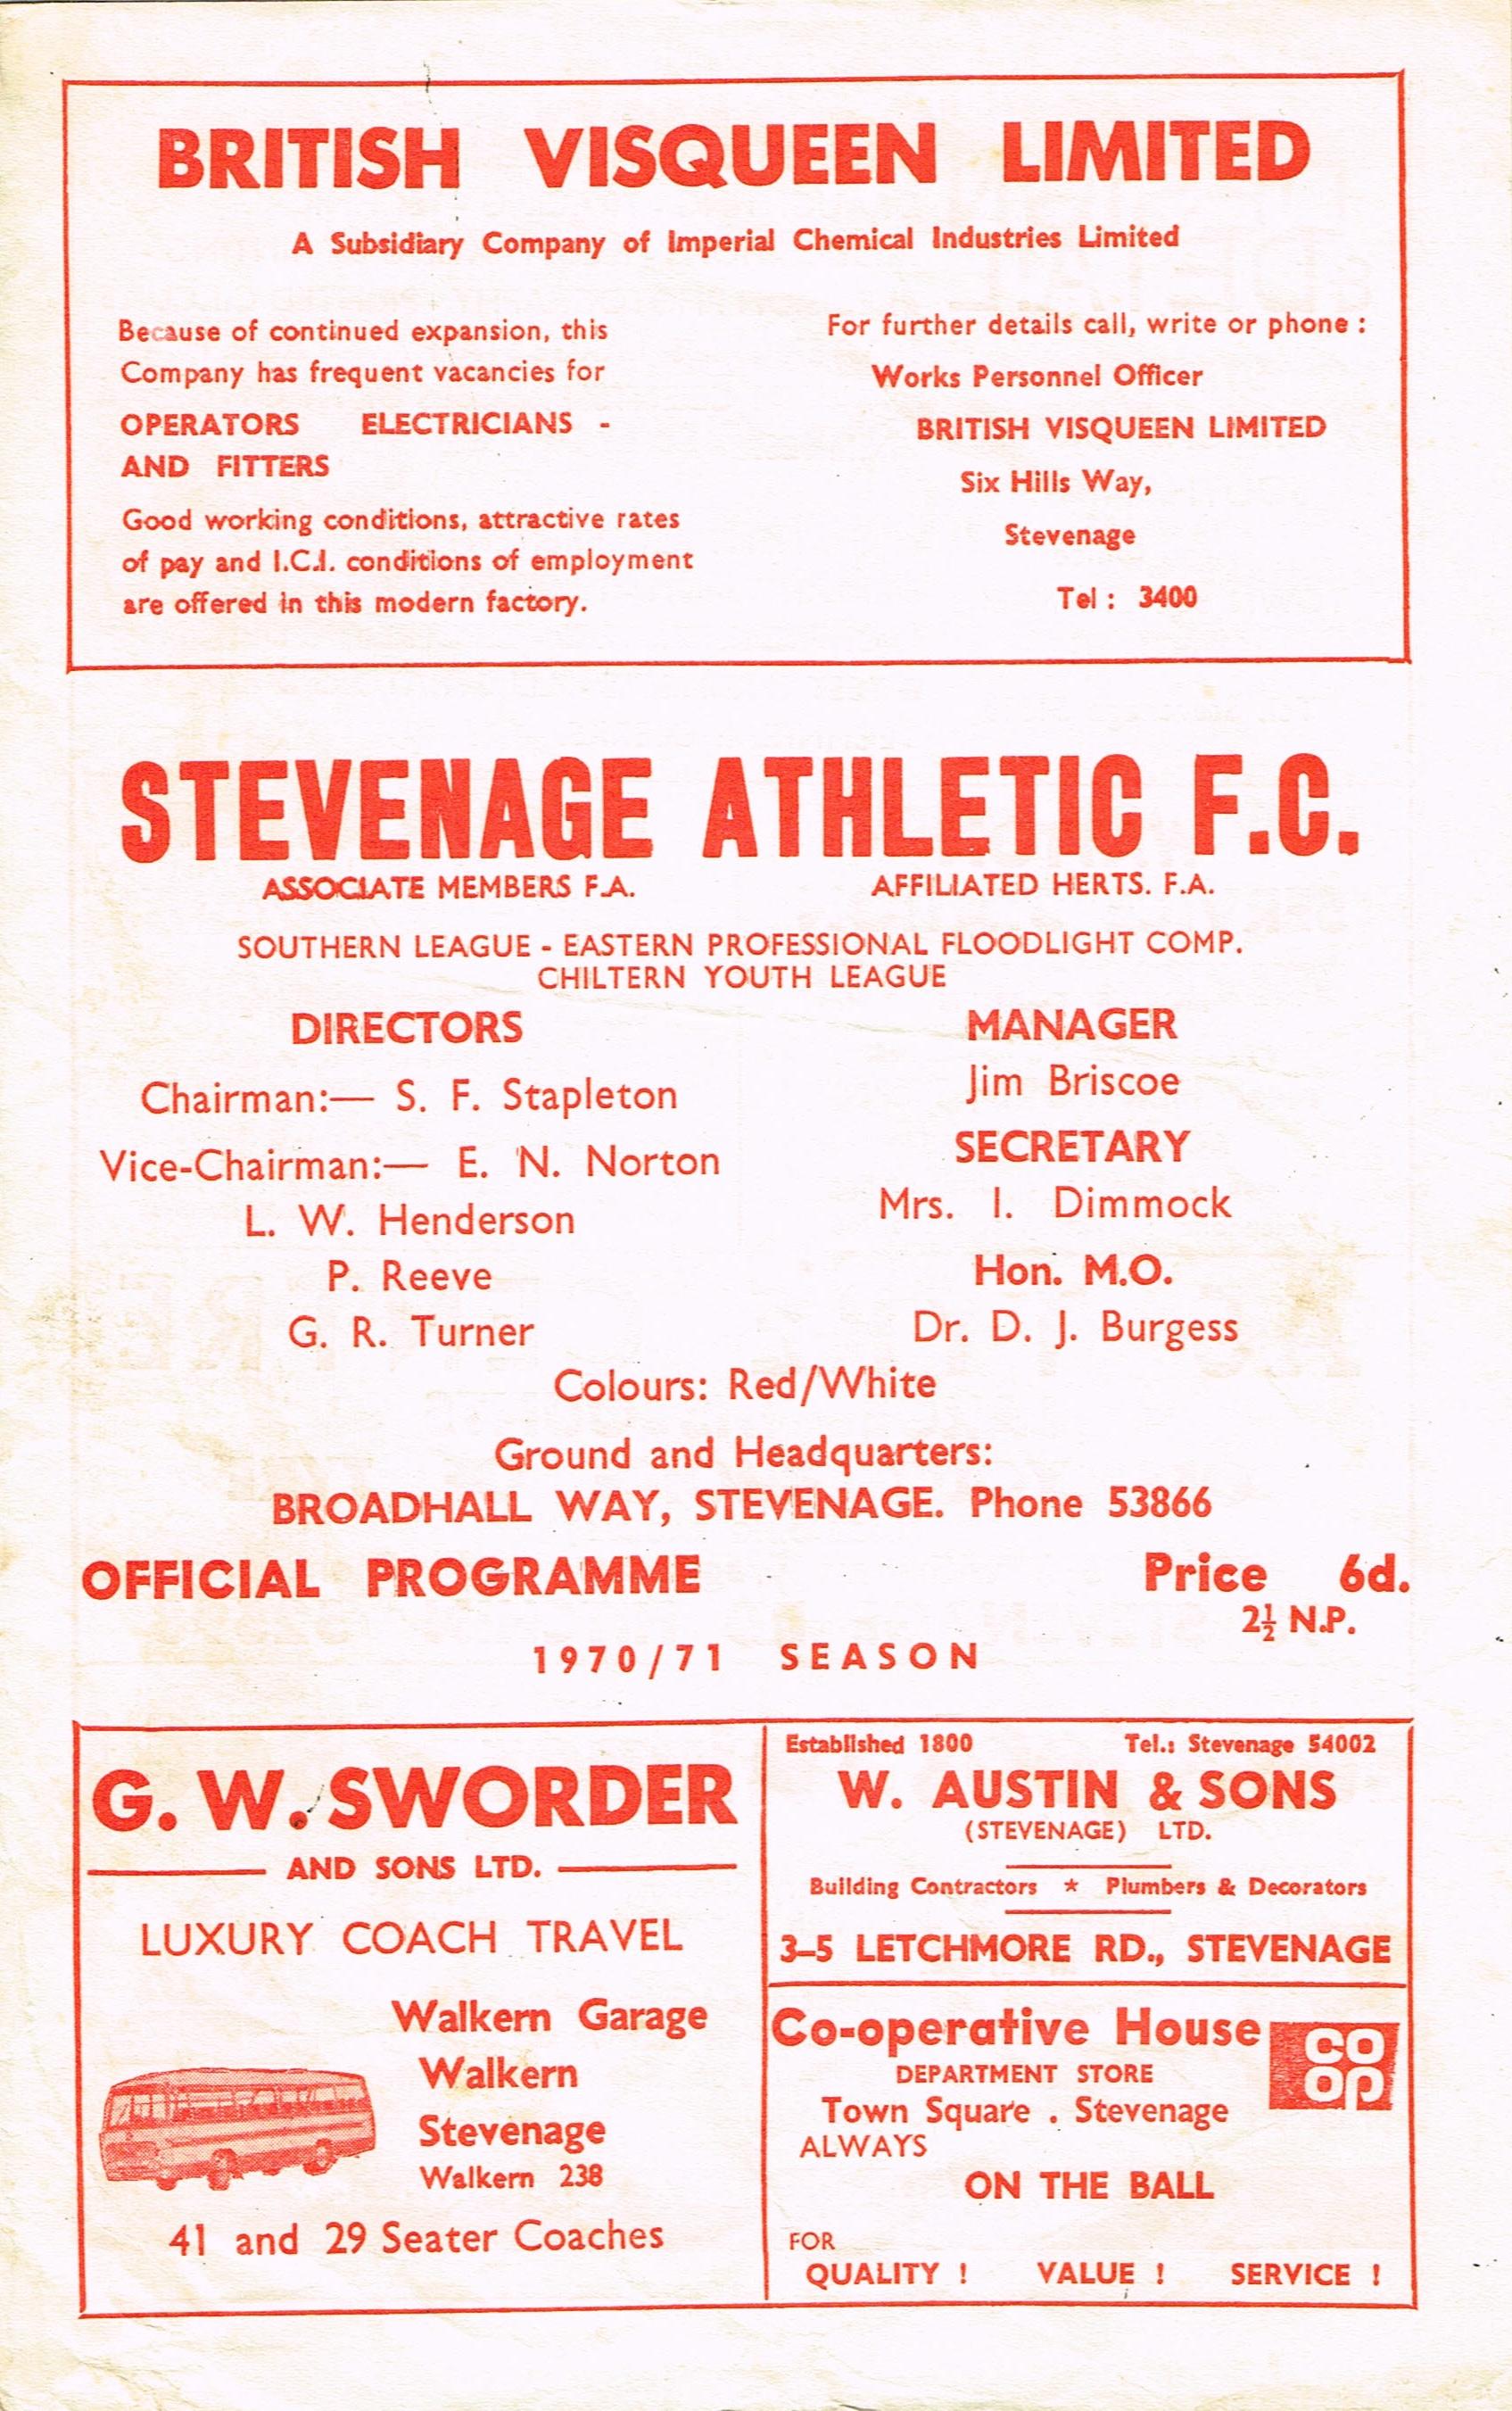 BRITISH VISQUEEN LIMITED
A Subsidiary Company of Imperial Chemical Industries Limited
Because of continued expansion, this
Company has frequent vacancies for
OPERATORS ELECTRICIANS -
AND FITTERS
Good working conditions, attractive rates
of pay and I.C.I. conditions of employment
are offered in this modern factory.
For further details call, write or phone :
Works Personnel Officer
BRITISH VISQUEEN LIMITED
Six Hills Way,
Stevenage
Tel : 3400
STEVENAGE ATHLETIC F.C.
ASSOCIATE MEMBERS F.A. AFFILIATED HERTS. F.A.
SOUTHERN LEAGUE - EASTERN PROFESSIONAL FLOODLIGHT COMP.
CHILTERN YOUTH LEAGUE
DIRECTORS
Chairman:— S. F. Stapleton
Vice-Chairman:— E. N. Norton
L. W. Henderson
P. Reeve
G. R. Turner
MANAGER
Jim Briscoe
SECRETARY
Mrs. I. Dimmock
Hon. M.O.
Dr. D. J. Burgess
Colours: Red/White
Ground and Headquarters:
BROADHALL WAY, STEVENAGE. Phone 53866
OFFICIAL PROGRAMME Price 6d.
2½ N.P.
1970/71 SEASON
G. W. SWORDER
AND SONS LTD.
LUXURY COACH TRAVEL
Walkern Garage
Walkern
Stevenage
Walkern 238
41 and 29 Seater Coaches
Established 1800 Tel.: Stevenage 54002
W. AUSTIN & SONS
(STEVENAGE) LTD.
Building Contractors * Plumbers & Decorators
3–5 LETCHMORE RD., STEVENAGE
Co-operative House
CO
OP
DEPARTMENT STORE
Town Square . Stevenage
ALWAYS
ON THE BALL
FOR
QUALITY ! VALUE ! SERVICE !